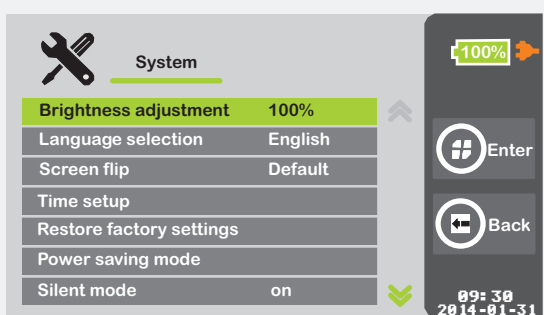 System
100%
Brightness adjustment 100%
Language selection English
Screen flip Default
Time setup
Restore factory settings
Power saving mode
Silent mode on
Enter
Back
09:30
2014-01-31